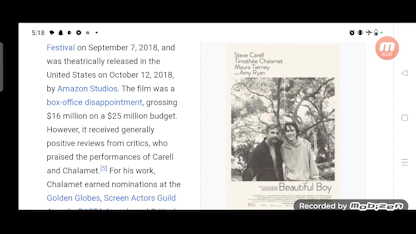 5:18
Festival on September 7, 2018, and
was theatrically released in the
United States on October 12, 2018,
by Amazon Studios. The film was a
box-office disappointment, grossing
$16 million on a $25 million budget.
However, it received generally
positive reviews from critics, who
praised the performances of Carell
and Chalamet.[5] For his work,
Chalamet earned nominations at the
Golden Globes, Screen Actors Guild
Steve Carell
Timothée Chalamet
Maura Tierney
Amy Ryan
Beautiful Boy
Recorded by Mobizen